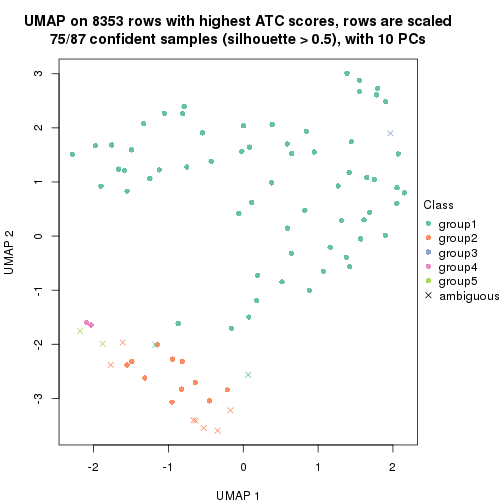 UMAP on 8353 rows with highest ATC scores, rows are scaled
75/87 confident samples (silhouette > 0.5), with 10 PCs
3
2
1
0
-1
-2
-3
UMAP 2
-2
-1
0
1
2
UMAP 1
Class
group1
group2
group3
group4
group5
ambiguous